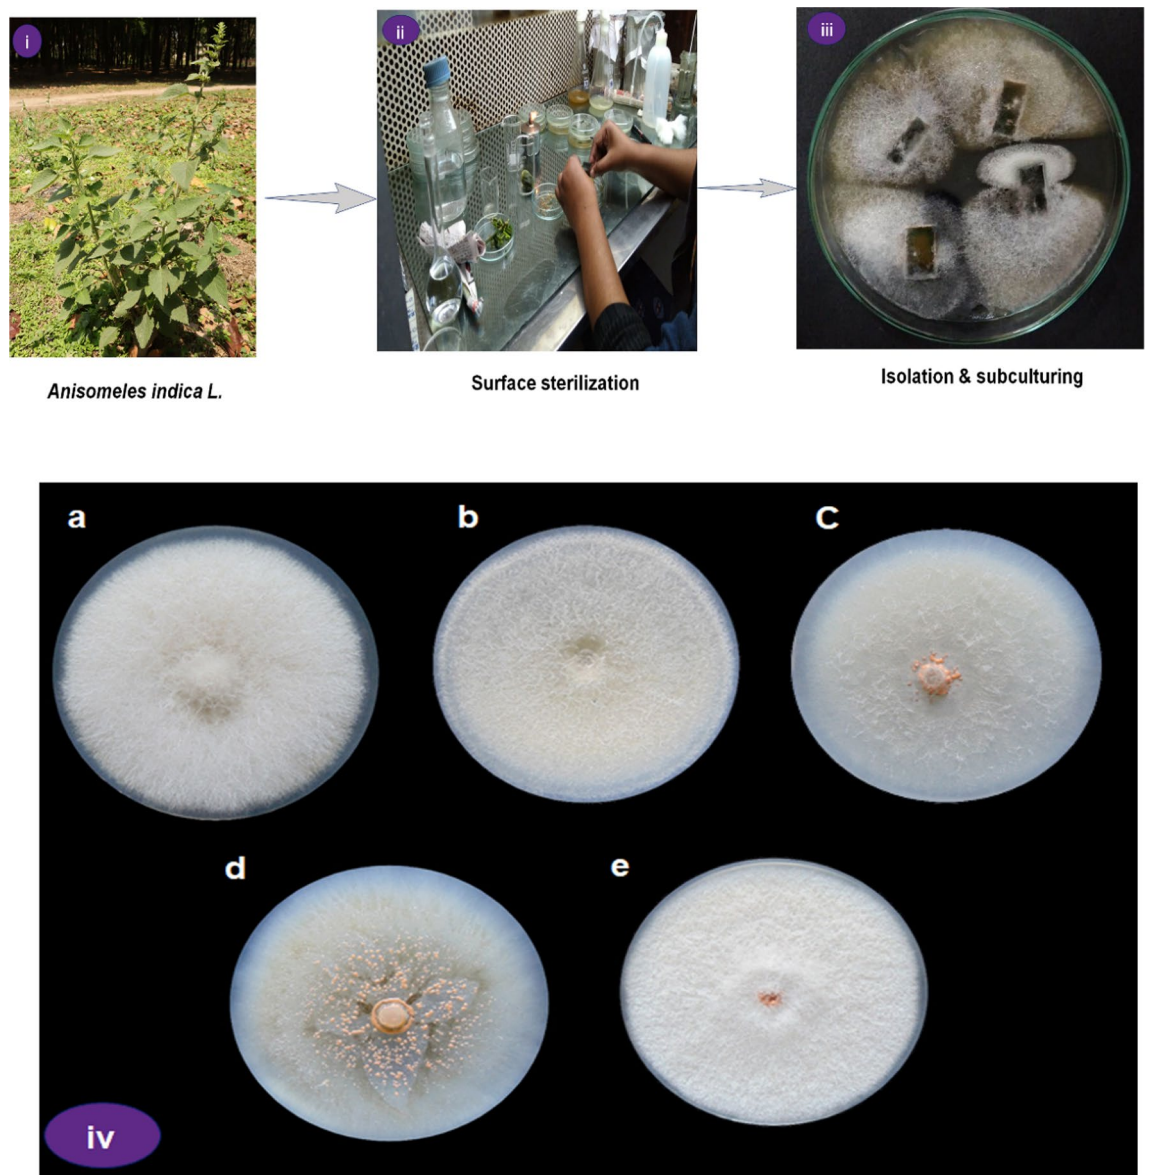 i
ii
iii
Anisomeles indica L.
Surface sterilization
Isolation & subculturing
a
b
C
d
e
iv